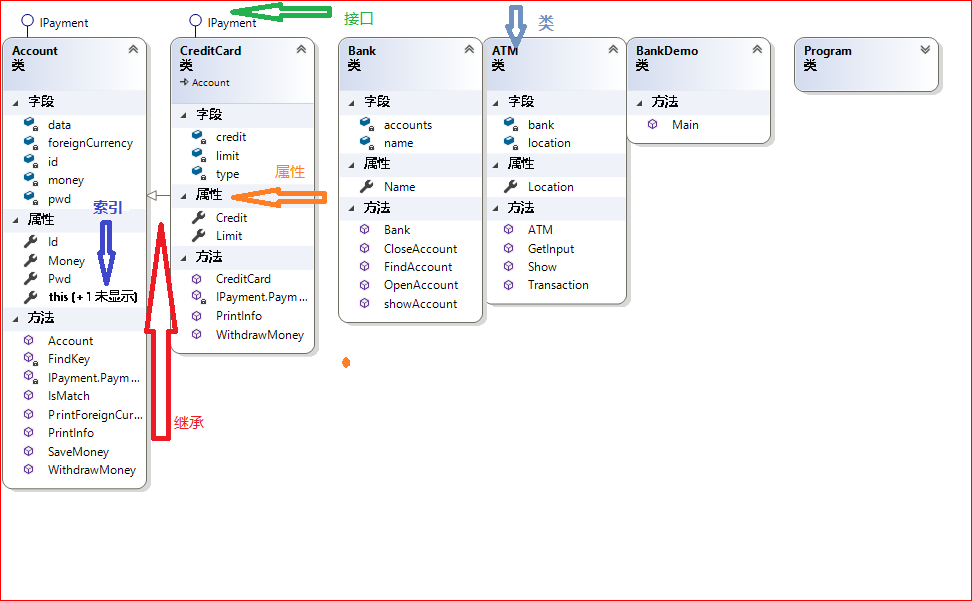 IPayment
Account
类
字段
data
foreignCurrency
id
money
pwd
索引
属性
Id
Money
Pwd
this (+ 1 未显示)
方法
Account
FindKey
IPayment.Paym...
IsMatch
PrintForeignCur...
PrintInfo
SaveMoney
WithdrawMoney
IPayment
接口
CreditCard
类
Account
字段
credit
limit
type
属性
属性
Credit
Limit
方法
CreditCard
IPayment.Paym...
PrintInfo
WithdrawMoney
继承
Bank
类
字段
accounts
name
属性
Name
方法
Bank
CloseAccount
FindAccount
OpenAccount
showAccount
类
ATM
类
字段
bank
location
属性
Location
方法
ATM
GetInput
Show
Transaction
BankDemo
类
方法
Main
Program
类